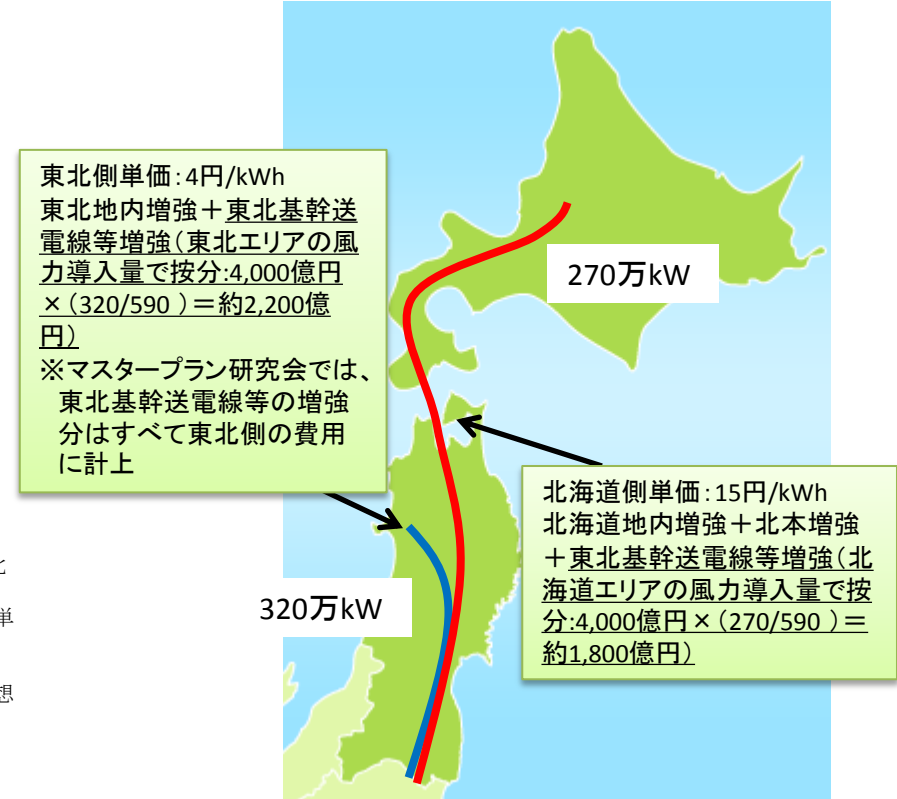 東北側単価:4円/kWh
東北地内増強+東北基幹送
電線等増強(東北エリアの風
力導入量で按分:4,000億円
×(320/590 )=約2,200億
円)
※マスタープラン研究会では、
東北基幹送電線等の増強
分はすべて東北側の費用
に計上
270万kW
320万kW
北海道側単価:15円/kWh
北海道地内増強+北本増強
+東北基幹送電線等増強(北
海道エリアの風力導入量で按
分:4,000億円×(270/590 )=
約1,800億円)
単
想